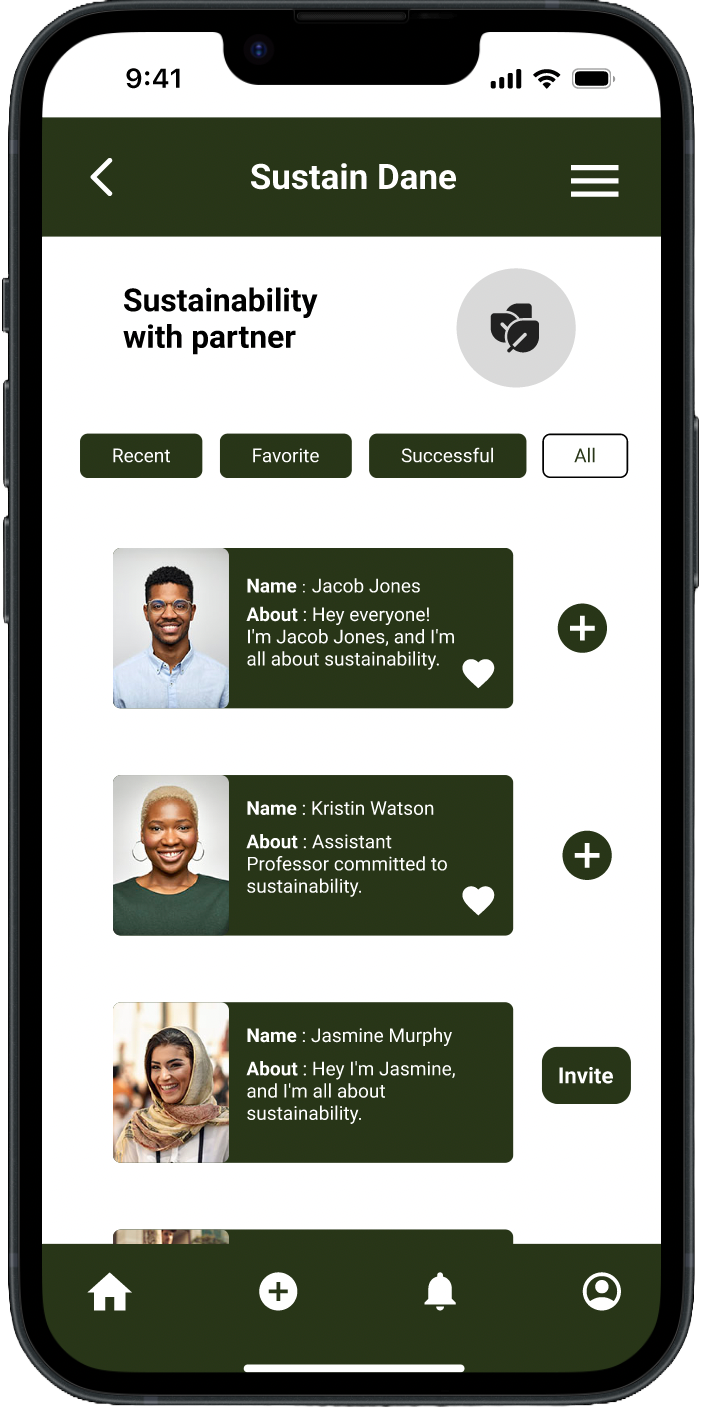 9:41
Sustain Dane
Sustainability
with partner
Recent
Favorite
Successful
All
Name : Jacob Jones
About : Hey everyone!
I'm Jacob Jones, and I'm
all about sustainability.
Name : Kristin Watson
About : Assistant
Professor committed to
sustainability.
Name : Jasmine Murphy
About : Hey I'm Jasmine,
and I'm all about
sustainability.
Invite